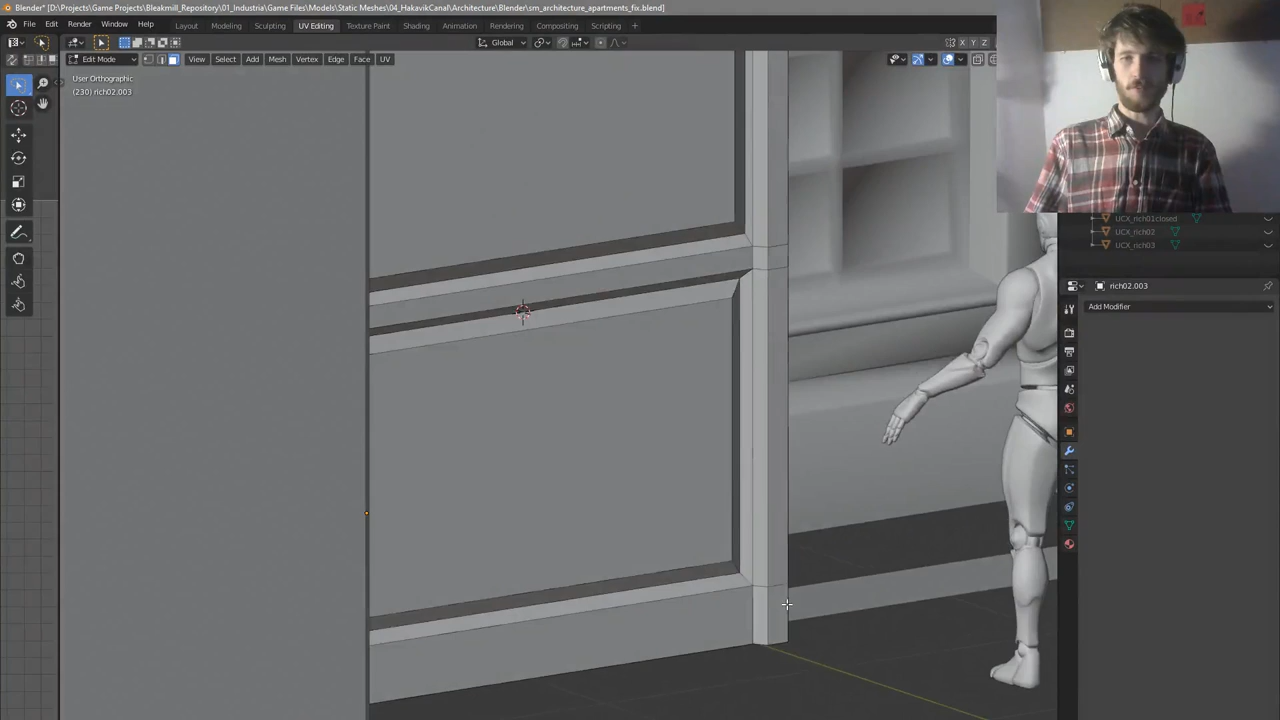 Blender* [D:\Projects\Game Projects\Bleakmill_Repository\01_Industria\Game Files\Models\Static Meshes\04_HakavikCanal\Architecture\Blender\sm_architecture_apartments_fix.blend]
File Edit Render Window Help Layout Modeling Sculpting UV Editing Texture Paint Shading Animation Rendering Compositing Scripting
Global X Y Z
Edit Mode View Select Add Mesh Vertex Edge Face UV
User Orthographic
(230) rich02.003
UCX_rich01closed
UCX_rich02
UCX_rich03
rich02.003
Add Modifier